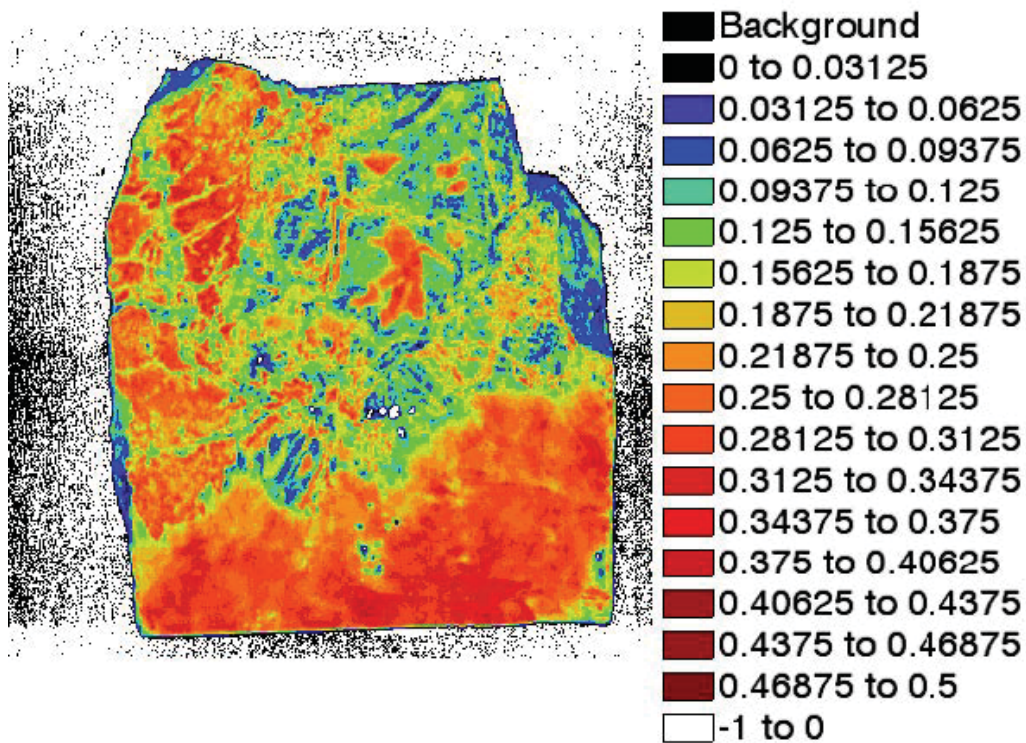 Background
0 to 0.03125
0.03125 to 0.0625
0.0625 to 0.09375
0.09375 to 0.125
0.125 to 0.15625
0.15625 to 0.1875
0.1875 to 0.21875
0.21875 to 0.25
0.25 to 0.28125
0.28125 to 0.3125
0.3125 to 0.34375
0.34375 to 0.375
0.375 to 0.40625
0.40625 to 0.4375
0.4375 to 0.46875
0.46875 to 0.5
-1 to 0